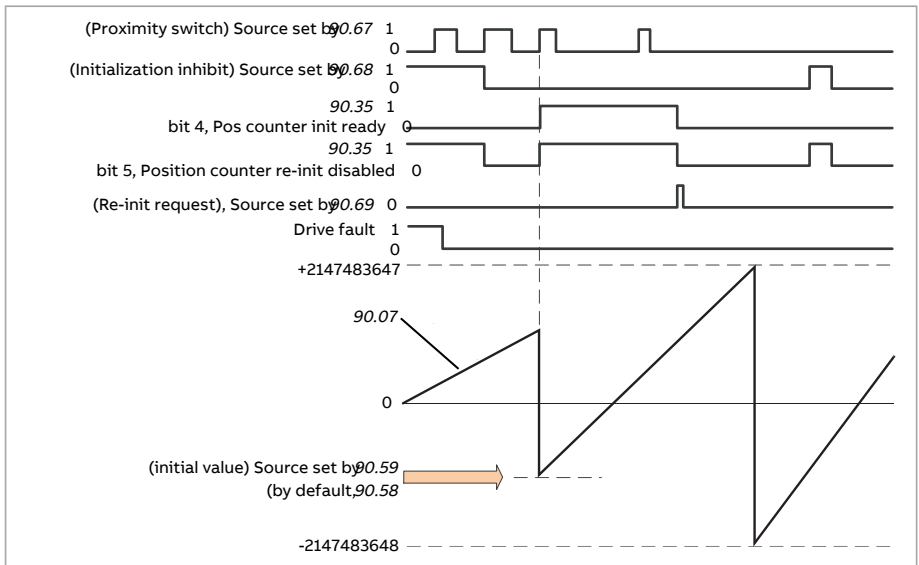 (Proximity switch) Source set by 90.67 1
0
(Initialization inhibit) Source set by 90.68 1
0
90.35 1
bit 4, Pos counter init ready 0
90.35 1
bit 5, Position counter re-init disabled 0
(Re-init request), Source set by 90.69 0
Drive fault 1
0
+2147483647
90.07
0
(initial value) Source set by 90.59
(by default, 90.58
-2147483648